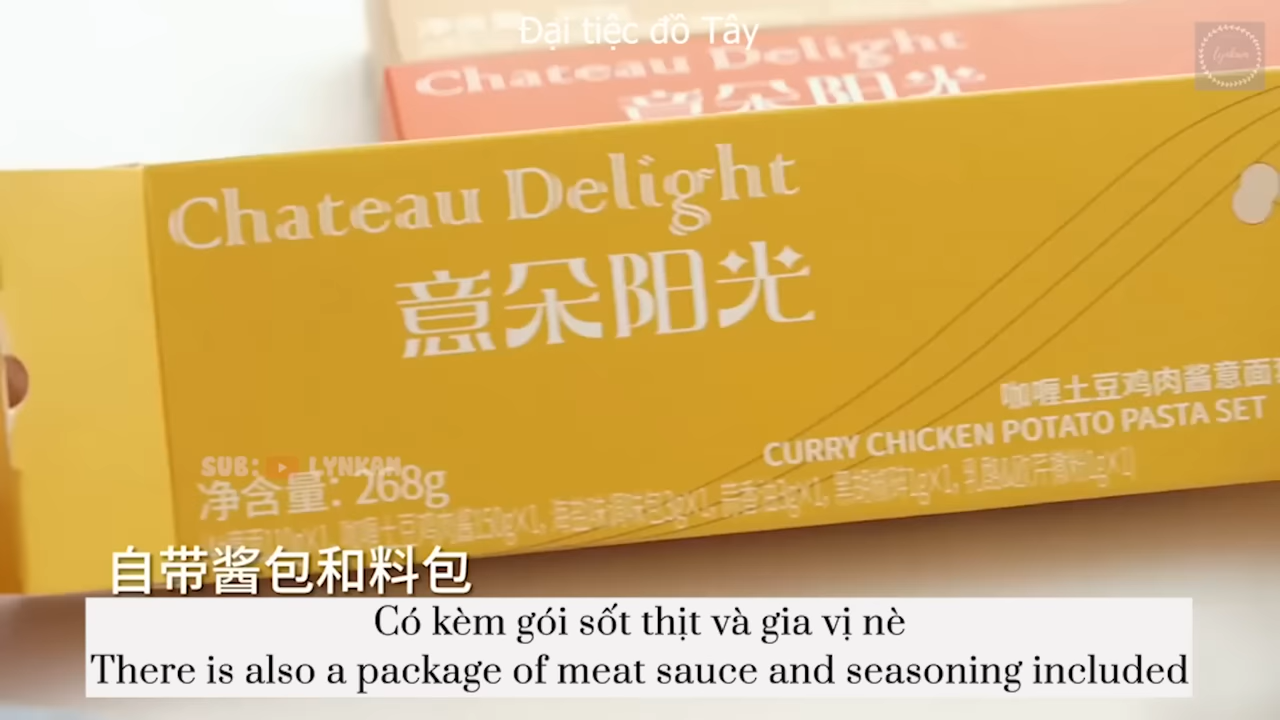 Đại tiệc đồ Tây
Chateau Delight
意朵阳光
Chateau Delight
意朵阳光
咖喱土豆鸡肉酱意面
CURRY CHICKEN POTATO PASTA SET
SUB: LYNKAN
净含量: 268g
自带酱包和料包
Có kèm gói sốt thịt và gia vị nè
There is also a package of meat sauce and seasoning included